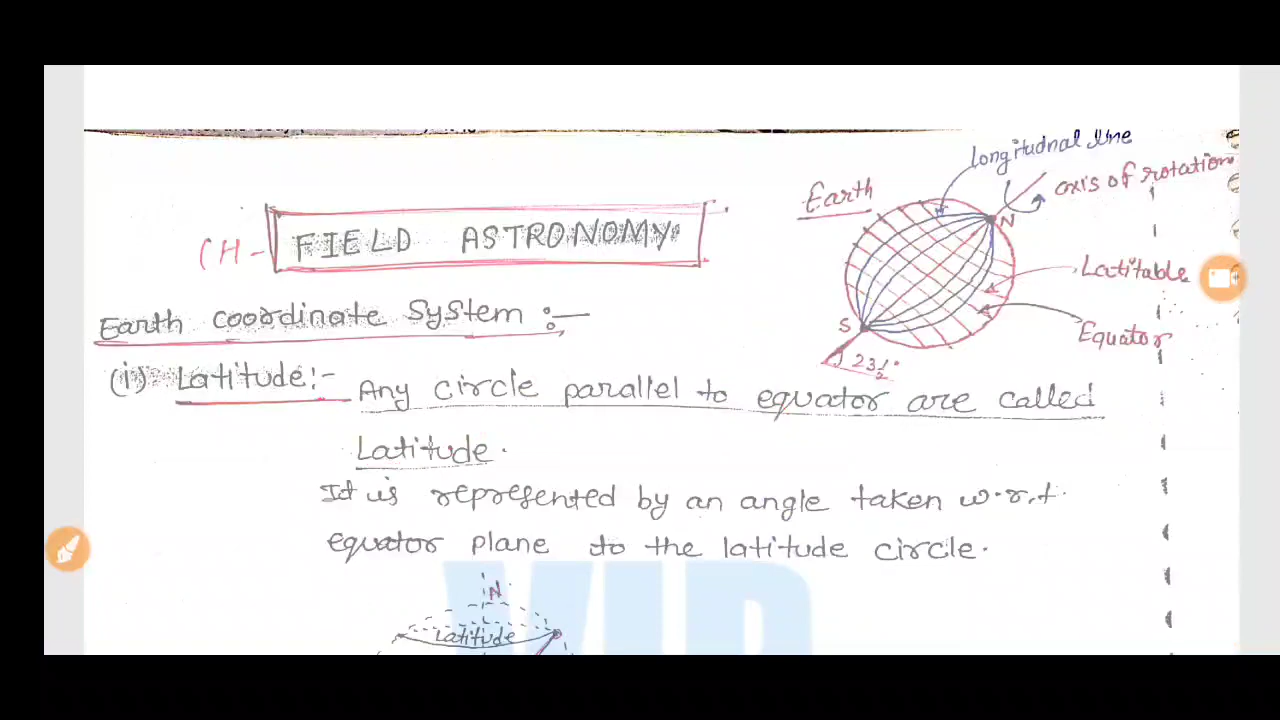 longitudnal line
axis of rotation
Earth
N
CH- FIELD ASTRONOMY
Latitable
Earth coordinate System :-
S
Equator
23½°
(i) Latitude:- Any circle parallel to equator are called
Latitude.
It is represented by an angle taken w.r.t.
equator plane to the latitude circle.
N
Latitude